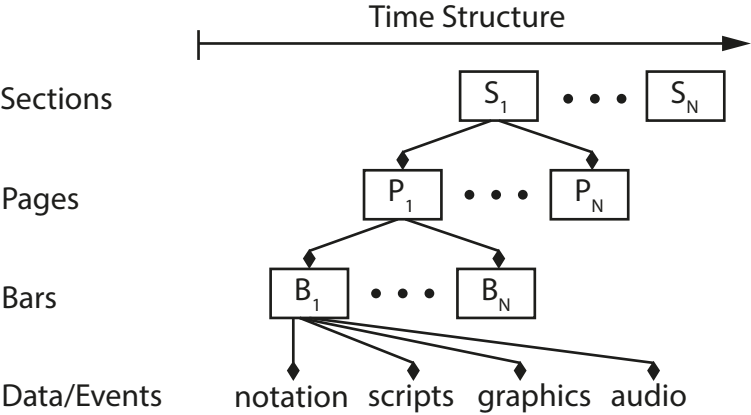 Time Structure
Sections S1 SN
Pages P1 PN
Bars B1 BN
Data/Events notation scripts graphics audio